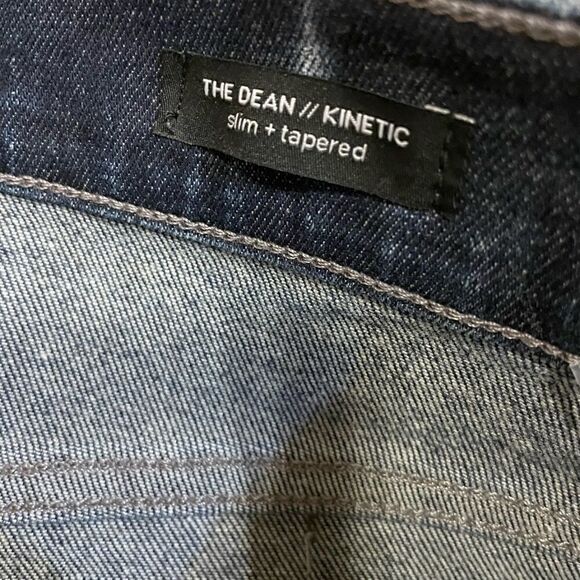 THE DEAN // KINETIC
slim + tapered